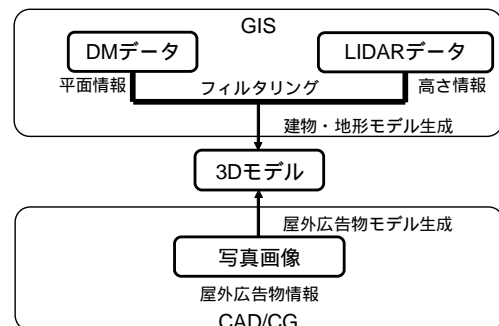 GIS
DMデータ
LIDARデータ
平面情報
フィルタリング
高さ情報
建物・地形モデル生成
3Dモデル
屋外広告物モデル生成
写真画像
屋外広告物情報
CAD/CG